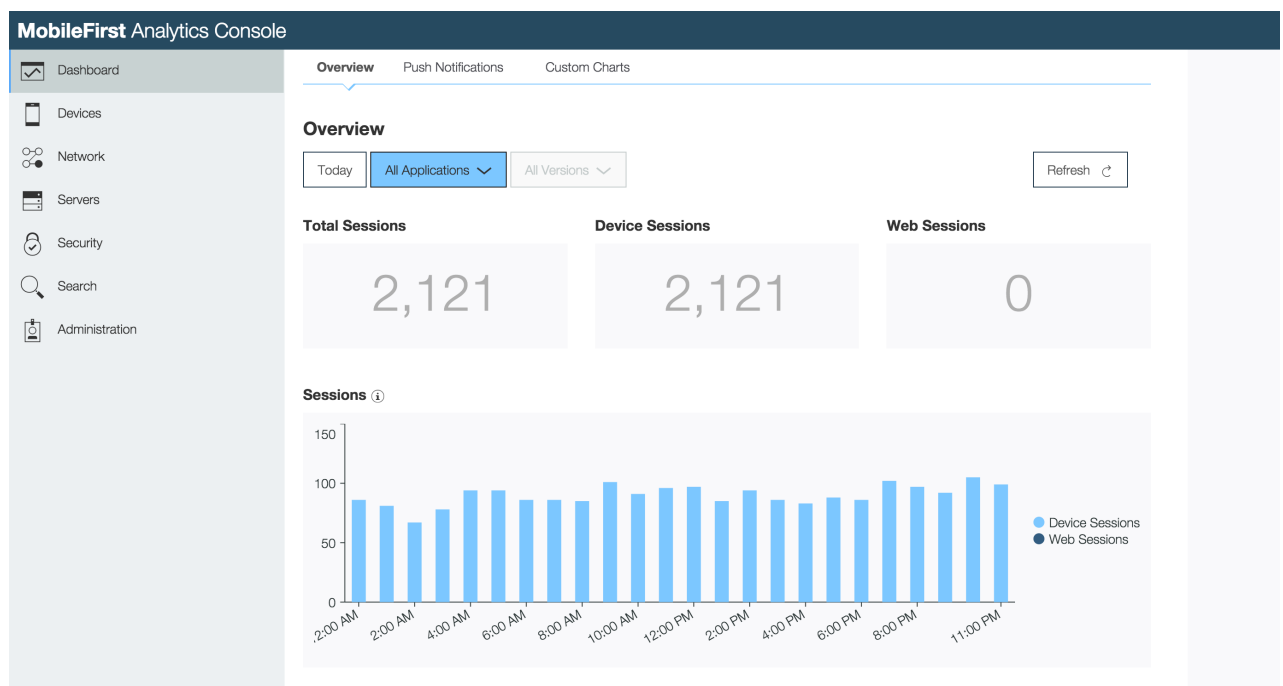 MobileFirst Analytics Console
Dashboard
Devices
Network
Servers
Security
Search
Administration
Overview Push Notifications Custom Charts
Overview
Today All Applications All Versions Refresh
Total Sessions Device Sessions Web Sessions
2,121 2,121 0
Sessions
150
100
50
0
Device Sessions
Web Sessions
2:00 AM 2:00 AM 4:00 AM 6:00 AM 8:00 AM 10:00 AM 12:00 PM 2:00 PM 4:00 PM 6:00 PM 8:00 PM 11:00 PM